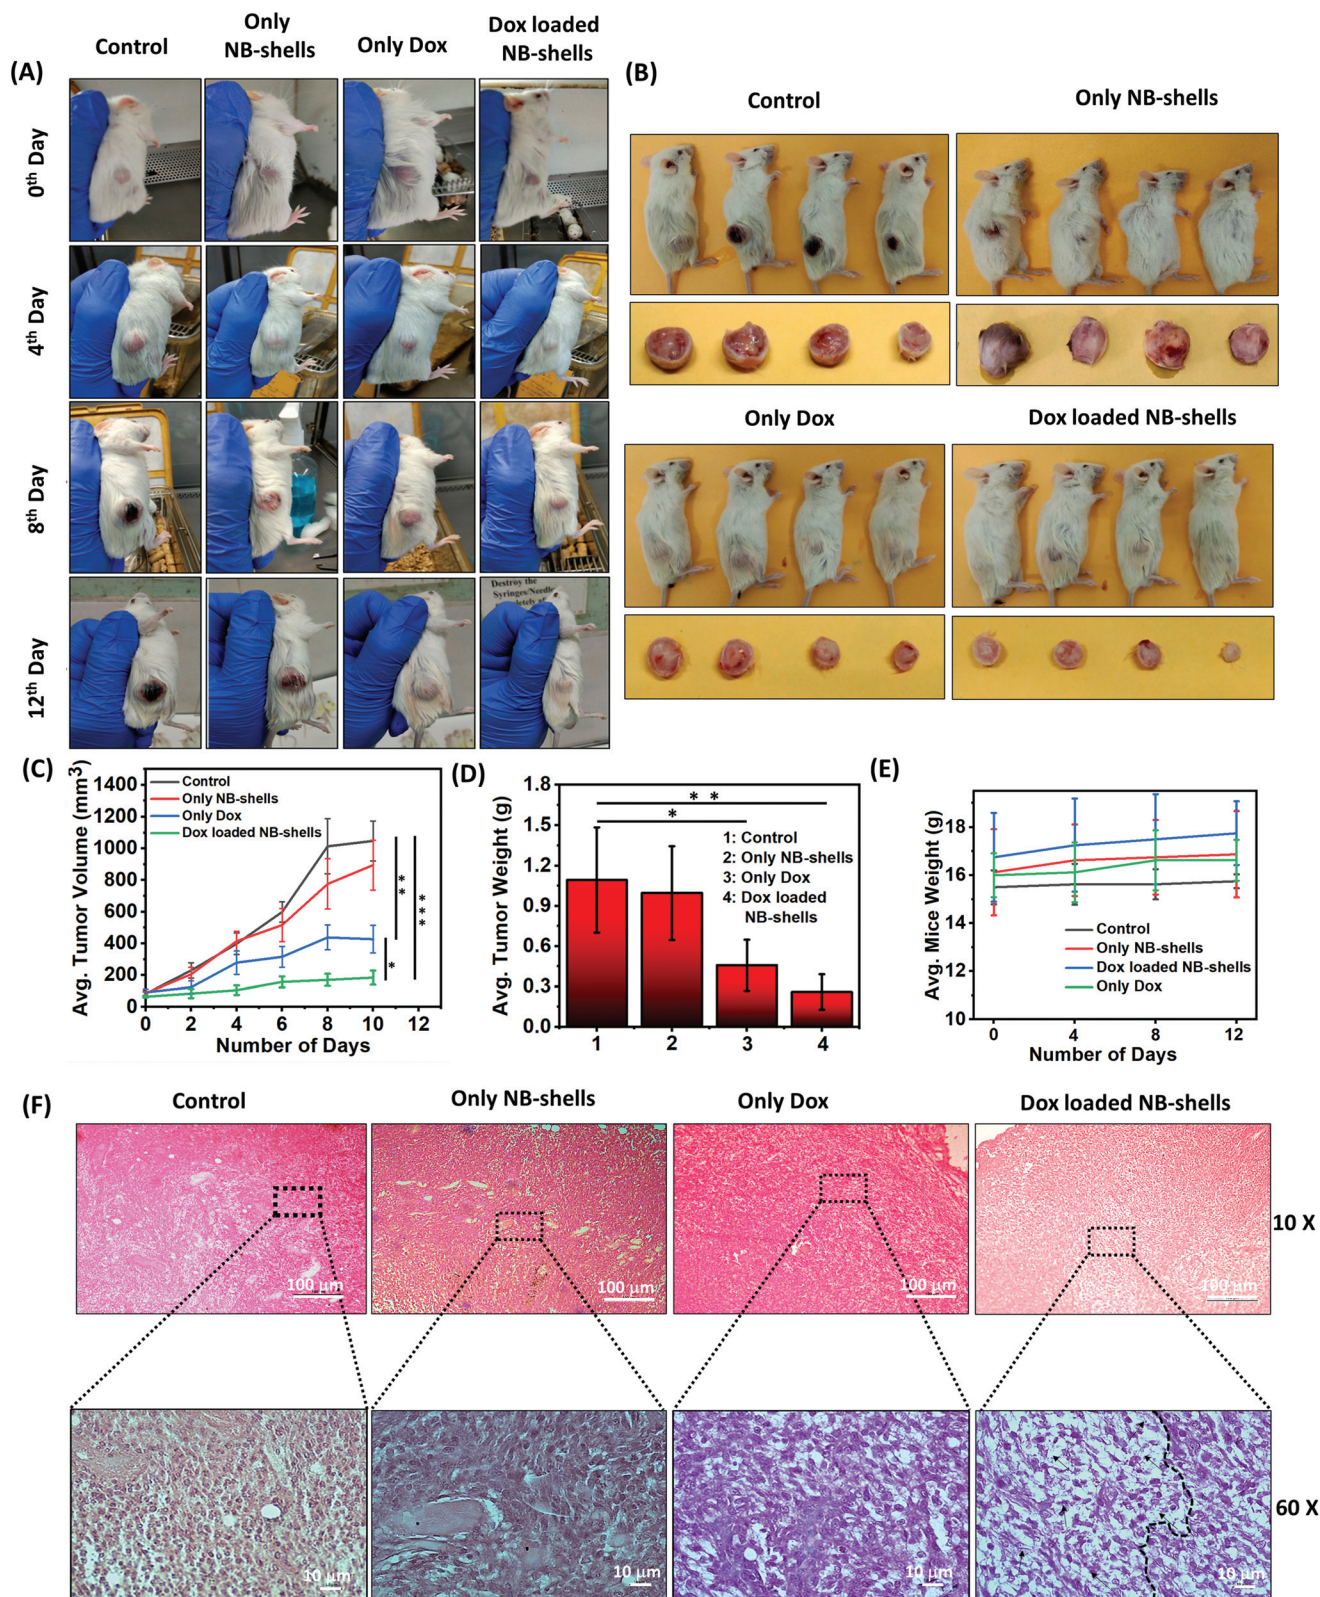 Control
Only
NB-shells
Only Dox
Dox loaded
NB-shells
(A)
0th Day
4th Day
8th Day
12th Day
Destroy the
Syringes/Needle
(B)
Control
Only NB-shells
Only Dox
Dox loaded NB-shells
(C)
Avg. Tumor Volume (mm³)
1400
1200
1000
800
600
400
200
0
Control
Only NB-shells
Only Dox
Dox loaded NB-shells
**
***
*
0 2 4 6 8 10 12
Number of Days
(D)
Avg. Tumor Weight (g)
1.8
1.5
1.2
0.9
0.6
0.3
0.0
* *
*
1: Control
2: Only NB-shells
3: Only Dox
4: Dox loaded
NB-shells
1 2 3 4
(E)
Avg. Mice Weight (g)
18
16
14
12
10
Control
Only NB-shells
Dox loaded NB-shells
Only Dox
0 4 8 12
Number of Days
(F)
Control
Only NB-shells
Only Dox
Dox loaded NB-shells
100 μm
100 μm
100 μm
100 μm
10 X
10 μm
10 μm
10 μm
10 μm
60 X